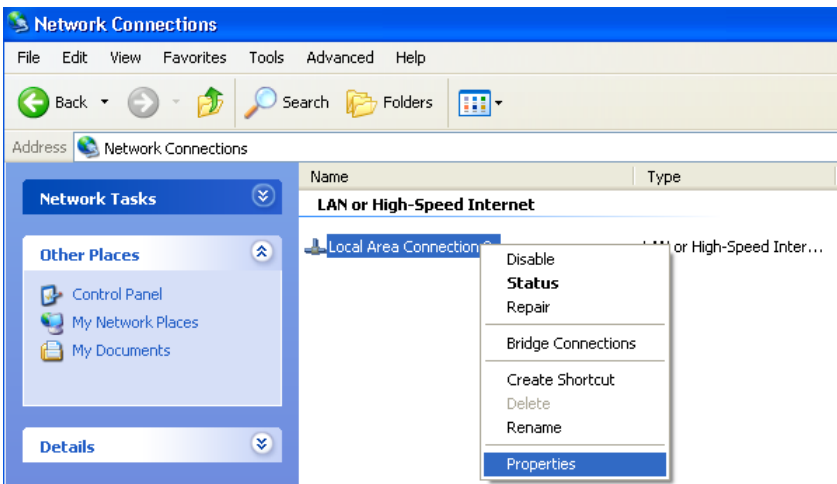 Network Connections
File Edit View Favorites Tools Advanced Help
Back Search Folders
Address Network Connections
Name Type
Network Tasks
LAN or High-Speed Internet
Other Places
Local Area Connection
or High-Speed Inter...
Control Panel
My Network Places
My Documents
Details
Disable
Status
Repair
Bridge Connections
Create Shortcut
Delete
Rename
Properties